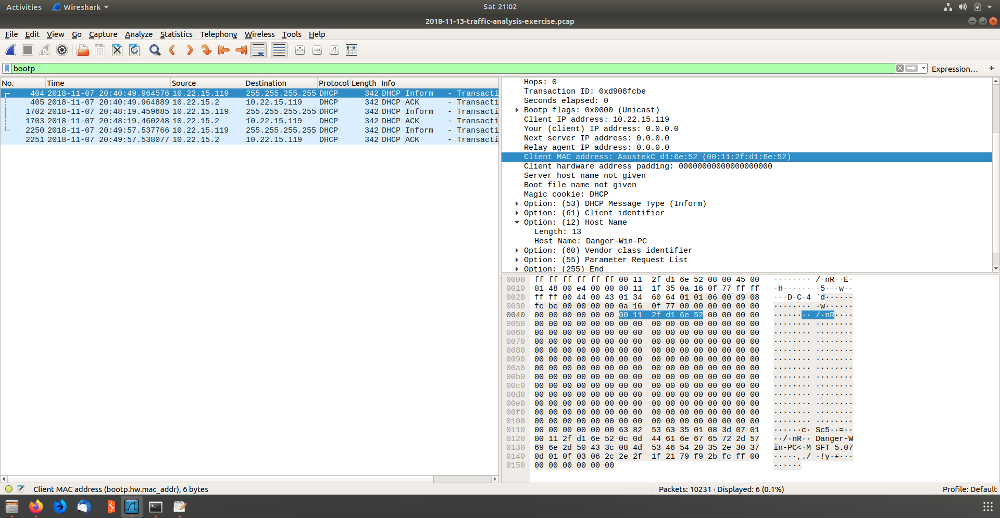 Activities Wireshark Sat 21:02
2018-11-13-traffic-analysis-exercise.pcap
File Edit View Go Capture Analyze Statistics Telephony Wireless Tools Help
bootp Expression... +
No. Time Source Destination Protocol Length Info
404 2018-11-07 20:40:49.964576 10.22.15.119 255.255.255.255 DHCP 342 DHCP Inform - Transacti
405 2018-11-07 20:40:49.964889 10.22.15.2 10.22.15.119 DHCP 342 DHCP ACK - Transacti
1702 2018-11-07 20:48:19.459685 10.22.15.119 255.255.255.255 DHCP 342 DHCP Inform - Transacti
1703 2018-11-07 20:48:19.460248 10.22.15.2 10.22.15.119 DHCP 342 DHCP ACK - Transacti
2250 2018-11-07 20:49:57.537766 10.22.15.119 255.255.255.255 DHCP 342 DHCP Inform - Transacti
2251 2018-11-07 20:49:57.538077 10.22.15.2 10.22.15.119 DHCP 342 DHCP ACK - Transacti
Hops: 0
Transaction ID: 0xd908fcbe
Seconds elapsed: 0
Bootp flags: 0x0000 (Unicast)
Client IP address: 10.22.15.119
Your (client) IP address: 0.0.0.0
Next server IP address: 0.0.0.0
Relay agent IP address: 0.0.0.0
Client MAC address: AsustekC_d1:6e:52 (00:11:2f:d1:6e:52)
Client hardware address padding: 00000000000000000000
Server host name not given
Boot file name not given
Magic cookie: DHCP
Option: (53) DHCP Message Type (Inform)
Option: (61) Client identifier
Option: (12) Host Name
Length: 13
Host Name: Danger-Win-PC
Option: (60) Vendor class identifier
Option: (55) Parameter Request List
Option: (255) End
0000 ff ff ff ff ff ff 00 11 2f d1 6e 52 08 00 45 00 ········ /·nR··E·
0010 01 48 00 e4 00 00 80 11 1f 35 0a 16 0f 77 ff ff ·H······ ·5···w··
0020 ff ff 00 44 00 43 01 34 60 64 01 01 06 00 d9 08 ···D·C·4 `d······
0030 fc be 00 00 00 00 0a 16 0f 77 00 00 00 00 00 00 ········ ·w······
0040 00 00 00 00 00 00 00 11 2f d1 6e 52 00 00 00 00 ········ /·nR····
0050 00 00 00 00 00 00 00 00 00 00 00 00 00 00 00 00 ········ ········
0060 00 00 00 00 00 00 00 00 00 00 00 00 00 00 00 00 ········ ········
0070 00 00 00 00 00 00 00 00 00 00 00 00 00 00 00 00 ········ ········
0080 00 00 00 00 00 00 00 00 00 00 00 00 00 00 00 00 ········ ········
0090 00 00 00 00 00 00 00 00 00 00 00 00 00 00 00 00 ········ ········
00a0 00 00 00 00 00 00 00 00 00 00 00 00 00 00 00 00 ········ ········
00b0 00 00 00 00 00 00 00 00 00 00 00 00 00 00 00 00 ········ ········
00c0 00 00 00 00 00 00 00 00 00 00 00 00 00 00 00 00 ········ ········
00d0 00 00 00 00 00 00 00 00 00 00 00 00 00 00 00 00 ········ ········
00e0 00 00 00 00 00 00 00 00 00 00 00 00 00 00 00 00 ········ ········
00f0 00 00 00 00 00 00 00 00 00 00 00 00 00 00 00 00 ········ ········
0100 00 00 00 00 00 00 00 00 00 00 00 00 00 00 00 00 ········ ········
0110 00 00 00 00 00 00 63 82 53 63 35 01 08 3d 07 01 ······c· Sc5··=··
0120 00 11 2f d1 6e 52 0c 0d 44 61 6e 67 65 72 2d 57 ··/·nR·· Danger-W
0130 69 6e 2d 50 43 3c 08 4d 53 46 54 20 35 2e 30 37 in-PC<·M SFT 5.07
0140 0d 01 0f 03 06 2c 2e 2f 1f 21 79 f9 2b fc ff 00 ·····,./ ·!y·+···
0150 00 00 00 00 00 00 ······
Client MAC address (bootp.hw.mac_addr), 6 bytes Packets: 10231 · Displayed: 6 (0.1%) Profile: Default